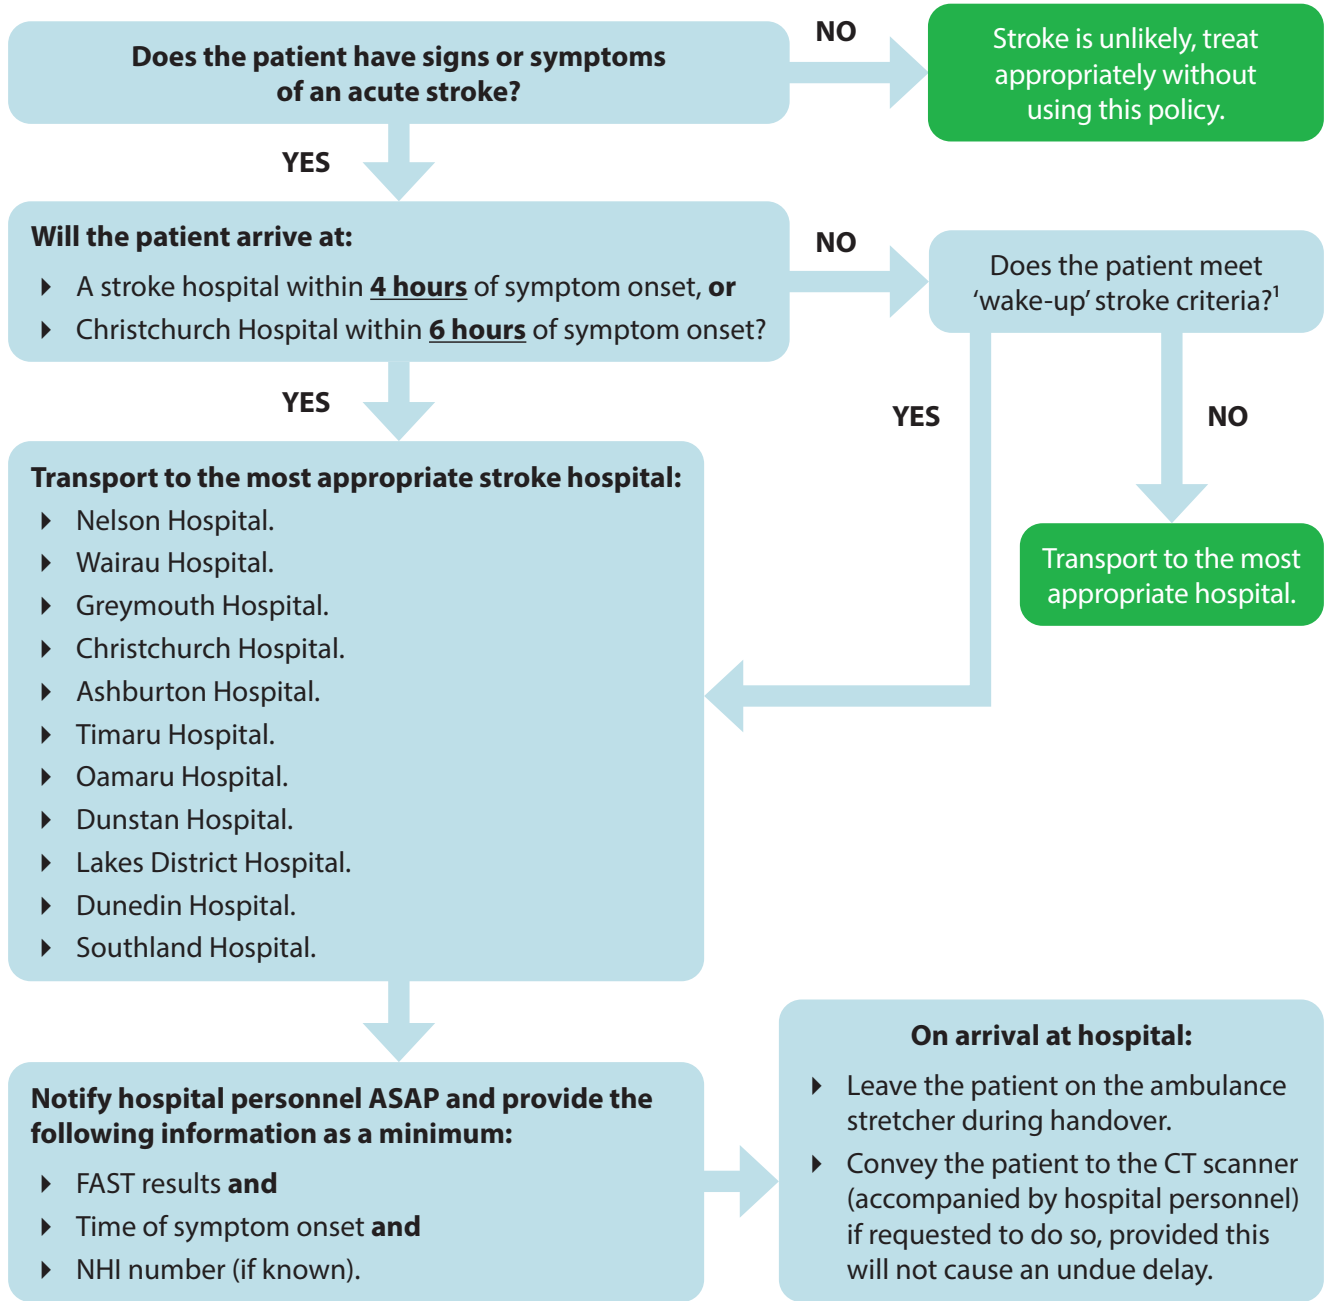 Does the patient have signs or symptoms
of an acute stroke?
NO
Stroke is unlikely, treat
appropriately without
using this policy.
YES
Will the patient arrive at:
‣ A stroke hospital within 4 hours of symptom onset, or
‣ Christchurch Hospital within 6 hours of symptom onset?
NO
Does the patient meet
‘wake-up’ stroke criteria?¹
YES
YES
NO
Transport to the most appropriate stroke hospital:
‣ Nelson Hospital.
‣ Wairau Hospital.
‣ Greymouth Hospital.
‣ Christchurch Hospital.
‣ Ashburton Hospital.
‣ Timaru Hospital.
‣ Oamaru Hospital.
‣ Dunstan Hospital.
‣ Lakes District Hospital.
‣ Dunedin Hospital.
‣ Southland Hospital.
Transport to the most
appropriate hospital.
Notify hospital personnel ASAP and provide the
following information as a minimum:
‣ FAST results and
‣ Time of symptom onset and
‣ NHI number (if known).
On arrival at hospital:
‣ Leave the patient on the ambulance
stretcher during handover.
‣ Convey the patient to the CT scanner
(accompanied by hospital personnel)
if requested to do so, provided this
will not cause an undue delay.